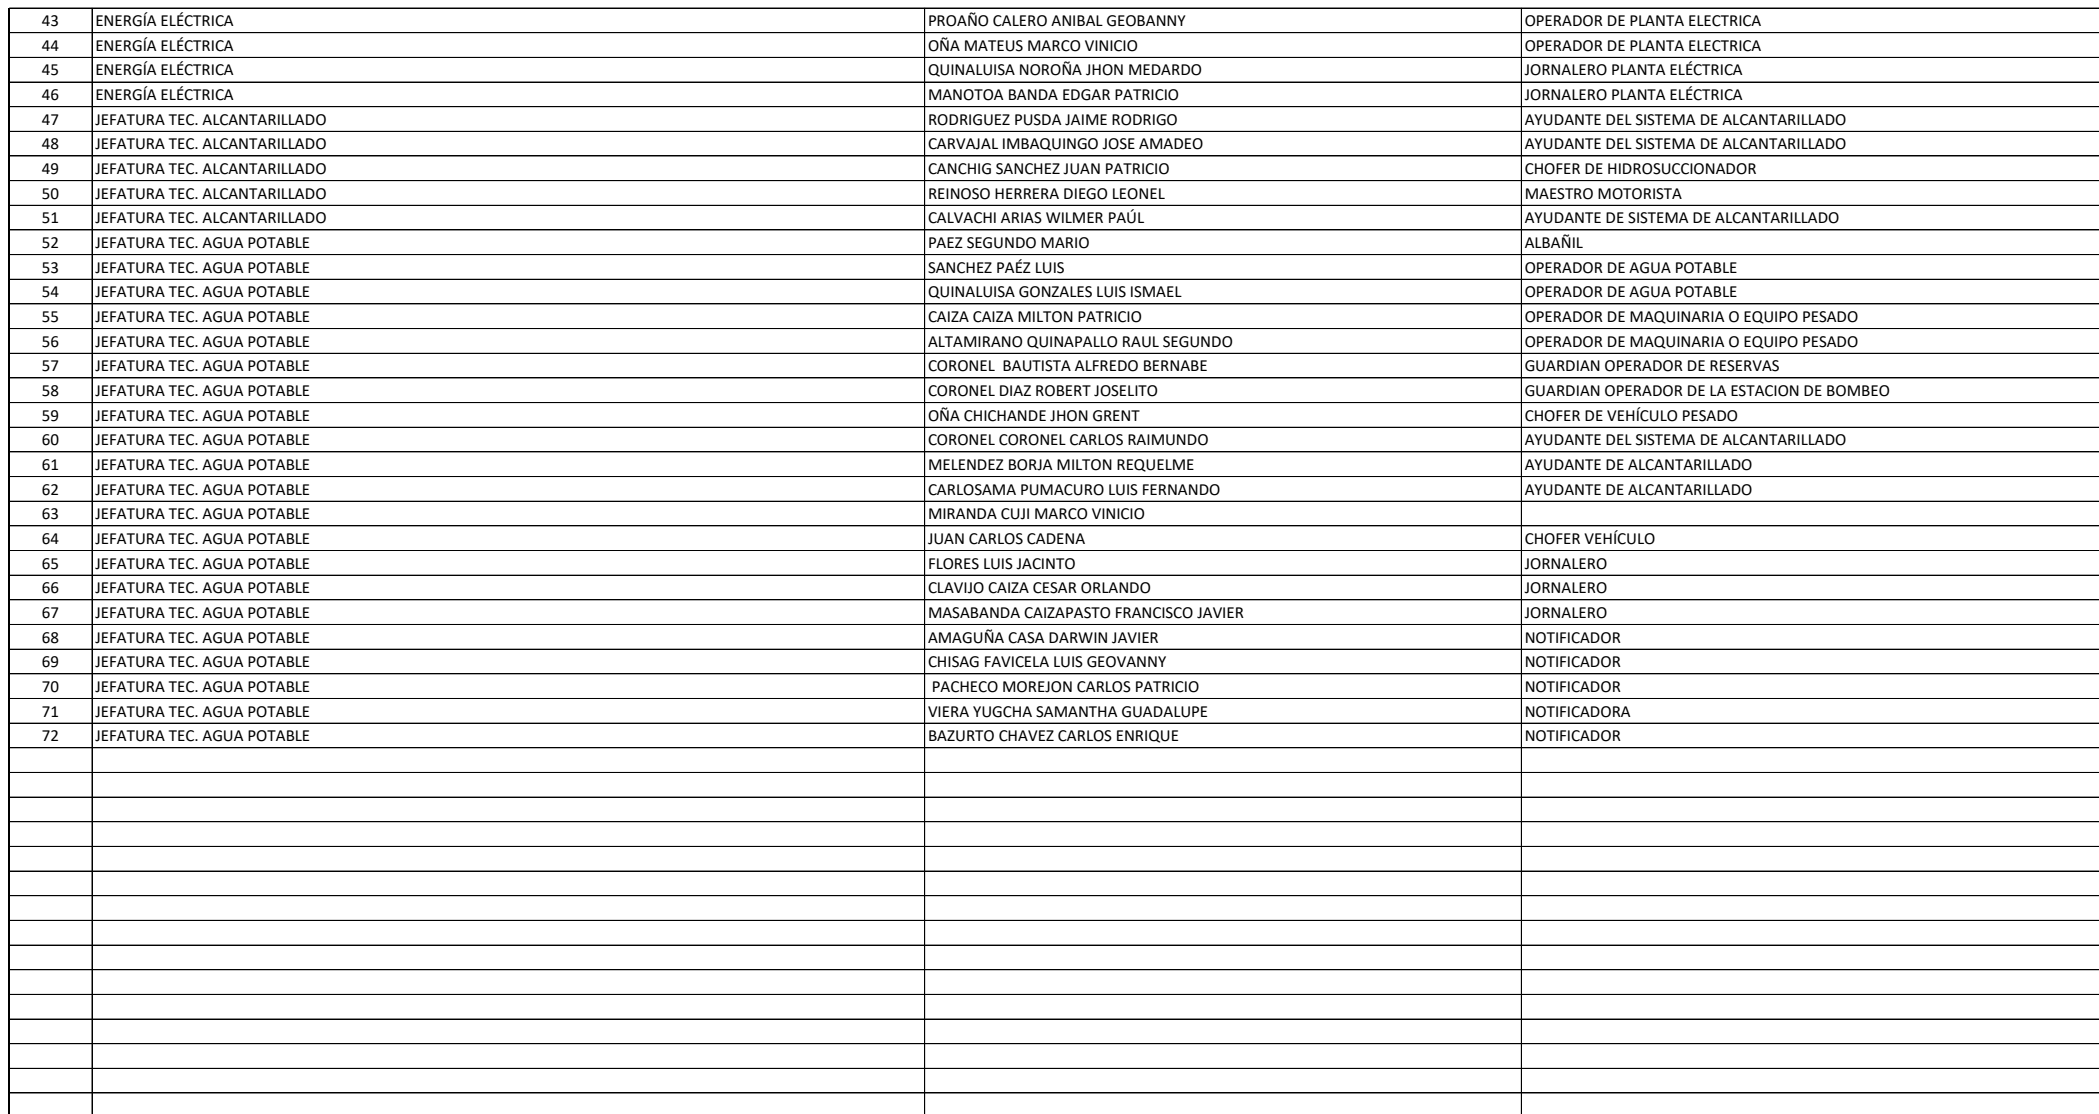 43 ENERGÍA ELÉCTRICA PROAÑO CALERO ANIBAL GEOBANNY OPERADOR DE PLANTA ELECTRICA
44 ENERGÍA ELÉCTRICA OÑA MATEUS MARCO VINICIO OPERADOR DE PLANTA ELECTRICA
45 ENERGÍA ELÉCTRICA QUINALUISA NOROÑA JHON MEDARDO JORNALERO PLANTA ELÉCTRICA
46 ENERGÍA ELÉCTRICA MANOTOA BANDA EDGAR PATRICIO JORNALERO PLANTA ELÉCTRICA
47 JEFATURA TEC. ALCANTARILLADO RODRIGUEZ PUSDA JAIME RODRIGO AYUDANTE DEL SISTEMA DE ALCANTARILLADO
48 JEFATURA TEC. ALCANTARILLADO CARVAJAL IMBAQUINGO JOSE AMADEO AYUDANTE DEL SISTEMA DE ALCANTARILLADO
49 JEFATURA TEC. ALCANTARILLADO CANCHIG SANCHEZ JUAN PATRICIO CHOFER DE HIDROSUCCIONADOR
50 JEFATURA TEC. ALCANTARILLADO REINOSO HERRERA DIEGO LEONEL MAESTRO MOTORISTA
51 JEFATURA TEC. ALCANTARILLADO CALVACHI ARIAS WILMER PAÚL AYUDANTE DE SISTEMA DE ALCANTARILLADO
52 JEFATURA TEC. AGUA POTABLE PAEZ SEGUNDO MARIO ALBAÑIL
53 JEFATURA TEC. AGUA POTABLE SANCHEZ PAÉZ LUIS OPERADOR DE AGUA POTABLE
54 JEFATURA TEC. AGUA POTABLE QUINALUISA GONZALES LUIS ISMAEL OPERADOR DE AGUA POTABLE
55 JEFATURA TEC. AGUA POTABLE CAIZA CAIZA MILTON PATRICIO OPERADOR DE MAQUINARIA O EQUIPO PESADO
56 JEFATURA TEC. AGUA POTABLE ALTAMIRANO QUINAPALLO RAUL SEGUNDO OPERADOR DE MAQUINARIA O EQUIPO PESADO
57 JEFATURA TEC. AGUA POTABLE CORONEL BAUTISTA ALFREDO BERNABE GUARDIAN OPERADOR DE RESERVAS
58 JEFATURA TEC. AGUA POTABLE CORONEL DIAZ ROBERT JOSELITO GUARDIAN OPERADOR DE LA ESTACION DE BOMBEO
59 JEFATURA TEC. AGUA POTABLE OÑA CHICHANDE JHON GRENT CHOFER DE VEHÍCULO PESADO
60 JEFATURA TEC. AGUA POTABLE CORONEL CORONEL CARLOS RAIMUNDO AYUDANTE DEL SISTEMA DE ALCANTARILLADO
61 JEFATURA TEC. AGUA POTABLE MELENDEZ BORJA MILTON REQUELME AYUDANTE DE ALCANTARILLADO
62 JEFATURA TEC. AGUA POTABLE CARLOSAMA PUMACURO LUIS FERNANDO AYUDANTE DE ALCANTARILLADO
63 JEFATURA TEC. AGUA POTABLE MIRANDA CUJI MARCO VINICIO
64 JEFATURA TEC. AGUA POTABLE JUAN CARLOS CADENA CHOFER VEHÍCULO
65 JEFATURA TEC. AGUA POTABLE FLORES LUIS JACINTO JORNALERO
66 JEFATURA TEC. AGUA POTABLE CLAVIJO CAIZA CESAR ORLANDO JORNALERO
67 JEFATURA TEC. AGUA POTABLE MASABANDA CAIZAPASTO FRANCISCO JAVIER JORNALERO
68 JEFATURA TEC. AGUA POTABLE AMAGUÑA CASA DARWIN JAVIER NOTIFICADOR
69 JEFATURA TEC. AGUA POTABLE CHISAG FAVICELA LUIS GEOVANNY NOTIFICADOR
70 JEFATURA TEC. AGUA POTABLE PACHECO MOREJON CARLOS PATRICIO NOTIFICADOR
71 JEFATURA TEC. AGUA POTABLE VIERA YUGCHA SAMANTHA GUADALUPE NOTIFICADORA
72 JEFATURA TEC. AGUA POTABLE BAZURTO CHAVEZ CARLOS ENRIQUE NOTIFICADOR